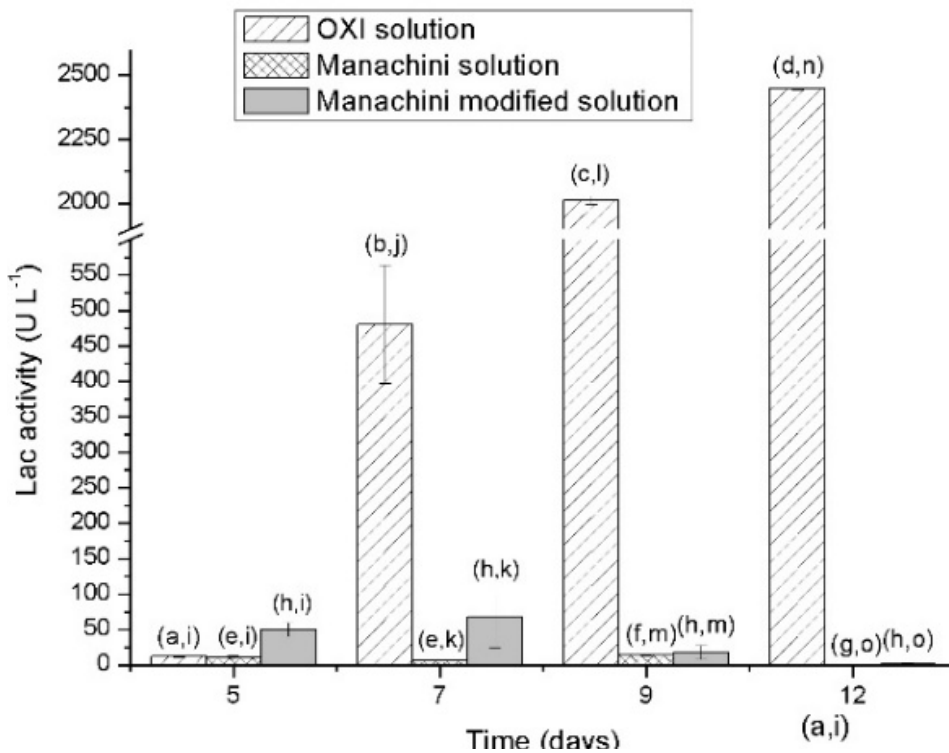 OXI solution
Manachini solution
Manachini modified solution
Lac activity (U L⁻¹)
2500
2250
2000
550
500
450
400
350
300
250
200
150
100
50
0
(a,i)
(e,i)
(h,i)
(b,j)
(e,k)
(h,k)
(c,l)
(f,m)
(h,m)
(d,n)
(g,o)
(h,o)
5
7
9
12
Time (days)
(a,i)